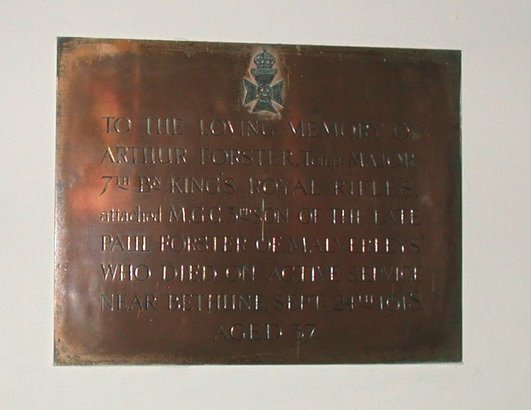 TO THE LOVING MEMORY OF
ARTHUR FORSTER, Temp. MAJOR
7TH BN KING'S ROYAL RIFLES,
attached M.G.C. 3RD SON OF THE LATE
PAUL FORSTER OF MALVERLEYS
WHO DIED ON ACTIVE SERVICE
NEAR BETHUNE, SEPT: 24TH 1918.
AGED 37